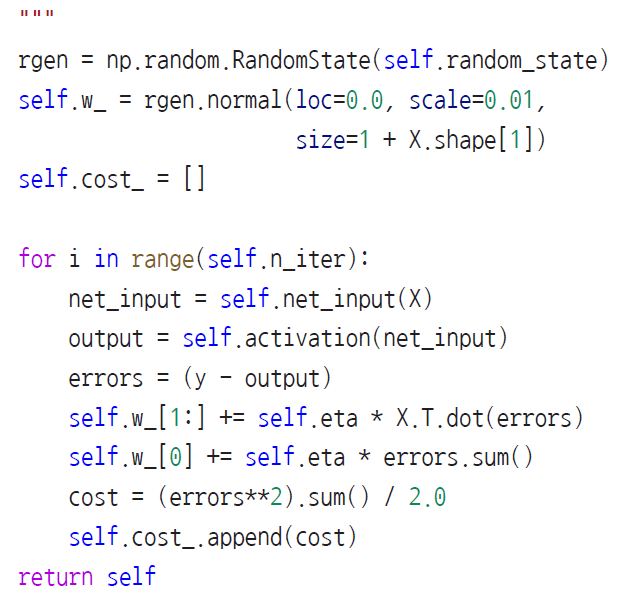 """
rgen = np.random.RandomState(self.random_state)
self.w_ = rgen.normal(loc=0.0, scale=0.01,
                      size=1 + X.shape[1])
self.cost_ = []

for i in range(self.n_iter):
    net_input = self.net_input(X)
    output = self.activation(net_input)
    errors = (y - output)
    self.w_[1:] += self.eta * X.T.dot(errors)
    self.w_[0] += self.eta * errors.sum()
    cost = (errors**2).sum() / 2.0
    self.cost_.append(cost)
return self